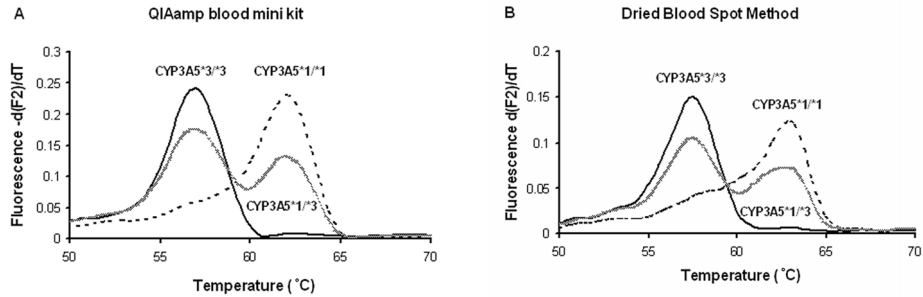 A
QIAamp blood mini kit
Fluorescence -d(F2)/dT
0.3
0.25
0.2
0.15
0.1
0.05
0
CYP3A5*3/*3
CYP3A5*1/*1
CYP3A5*1/*3
50
55
60
65
70
Temperature (˚C)
B
Dried Blood Spot Method
Fluorescence d(F2)/dT
0.2
0.15
0.1
0.05
0
CYP3A5*3/*3
CYP3A5*1/*1
CYP3A5*1/*3
50
55
60
65
70
Temperature (˚C)